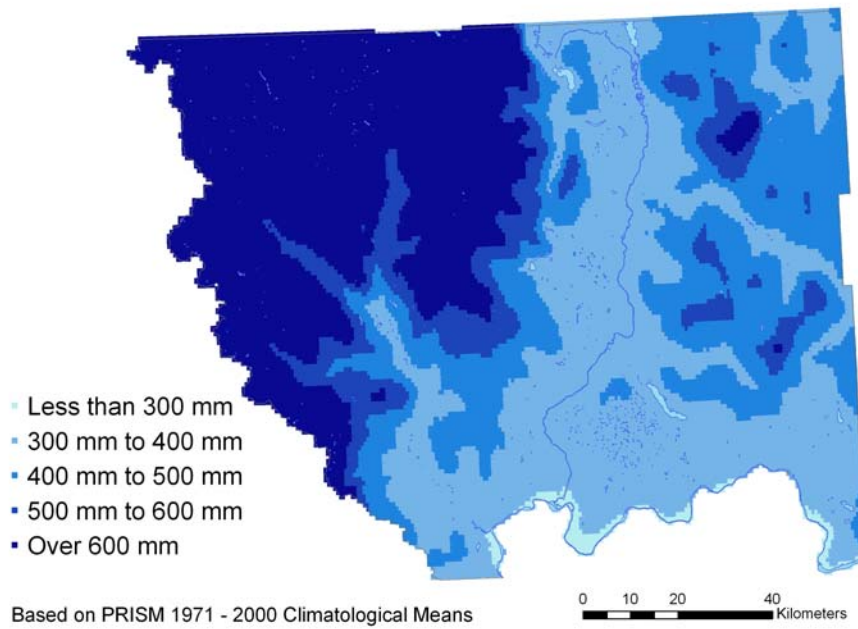 Less than 300 mm
300 mm to 400 mm
400 mm to 500 mm
500 mm to 600 mm
Over 600 mm
Based on PRISM 1971 - 2000 Climatological Means
0 5 10 20 40
Kilometers